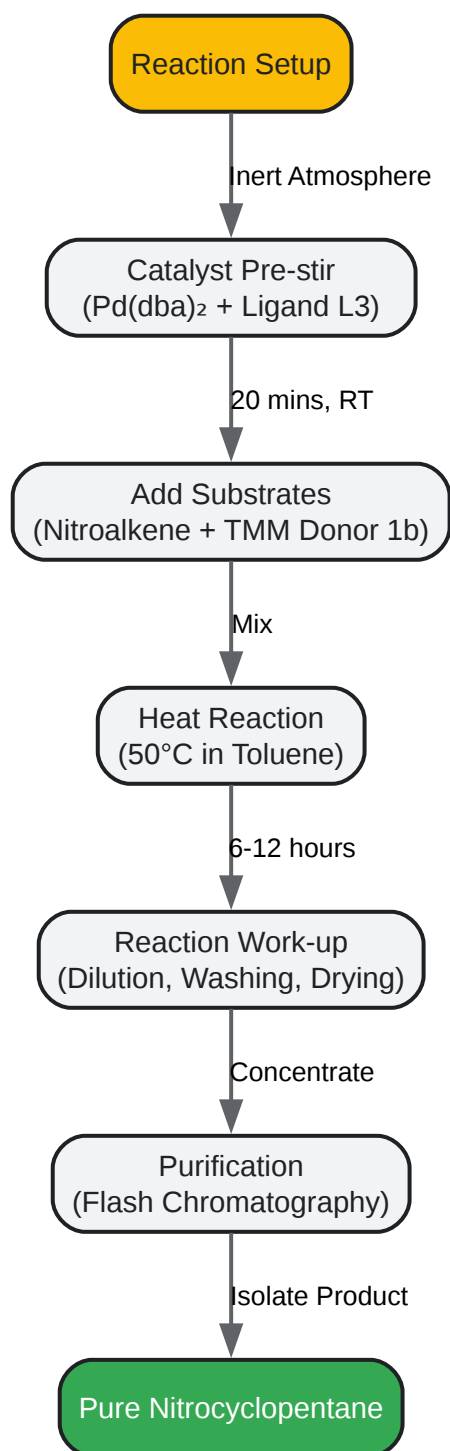 Reaction Setup
Inert Atmosphere
Catalyst Pre-stir
(Pd(dba)₂ + Ligand L3)
20 mins, RT
Add Substrates
(Nitroalkene + TMM Donor 1b)
Mix
Heat Reaction
(50°C in Toluene)
6-12 hours
Reaction Work-up
(Dilution, Washing, Drying)
Concentrate
Purification
(Flash Chromatography)
Isolate Product
Pure Nitrocyclopentane